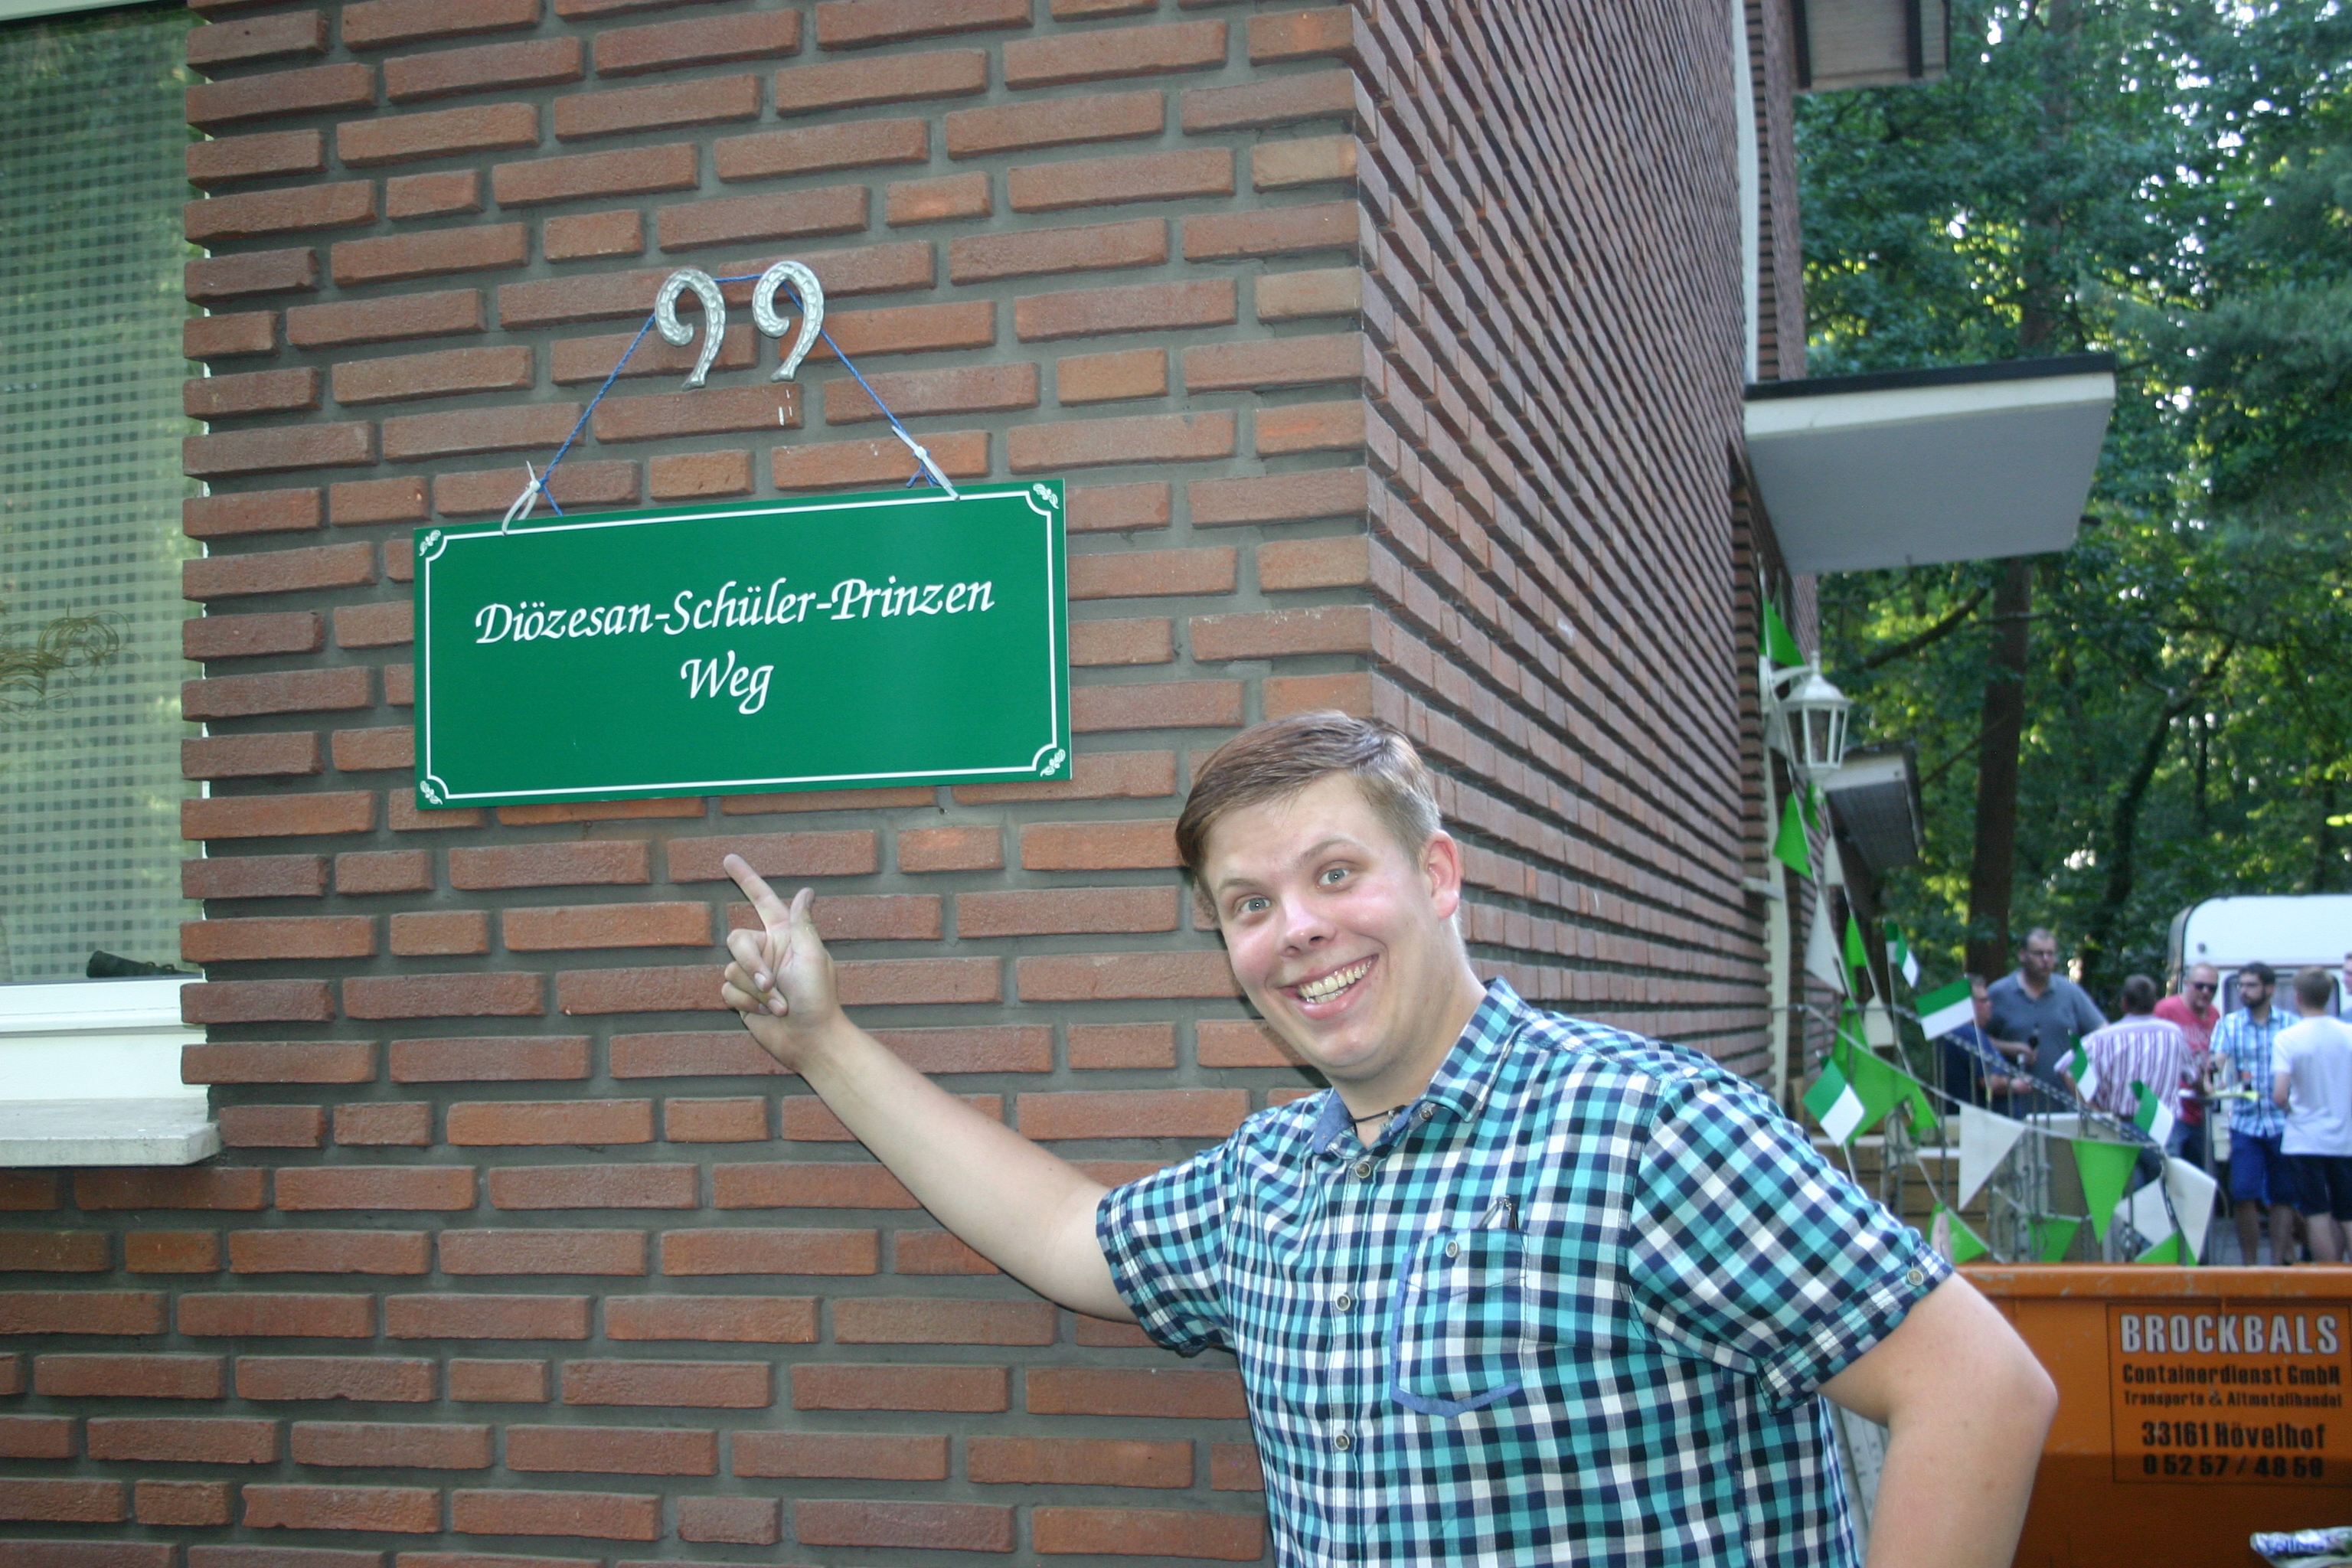 99
Diözesan-Schüler-Prinzen
Weg
BROCKBALS
Containerdienst GmbH
Transporte & Altmetallhandel
33161 Hövelhof
0 52 57 / 48 58